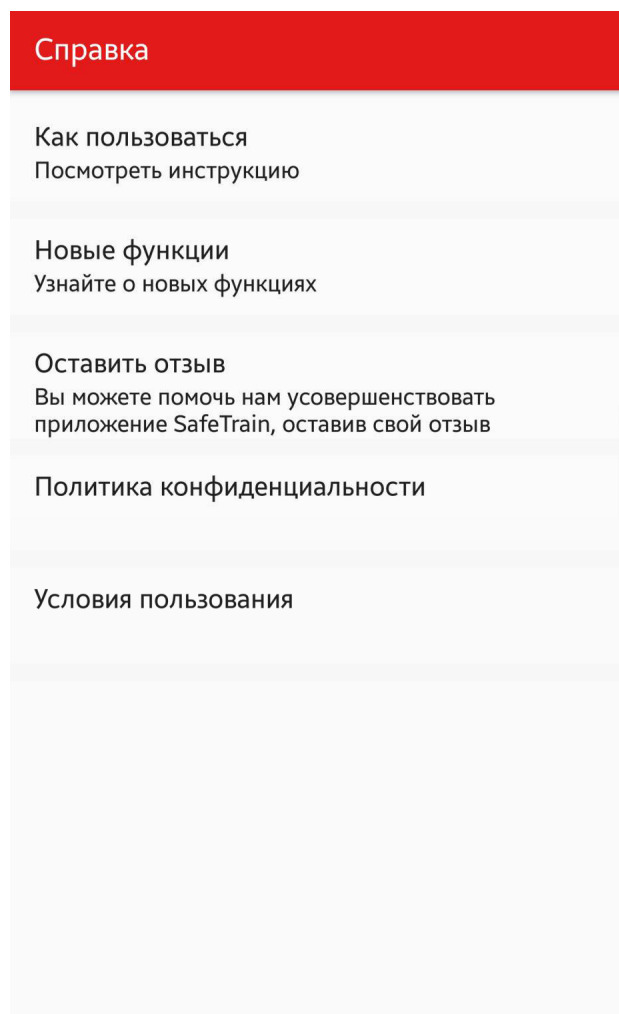 Справка
Как пользоваться
Посмотреть инструкцию
Новые функции
Узнайте о новых функциях
Оставить отзыв
Вы можете помочь нам усовершенствовать
приложение SafeTrain, оставив свой отзыв
Политика конфиденциальности
Условия пользования